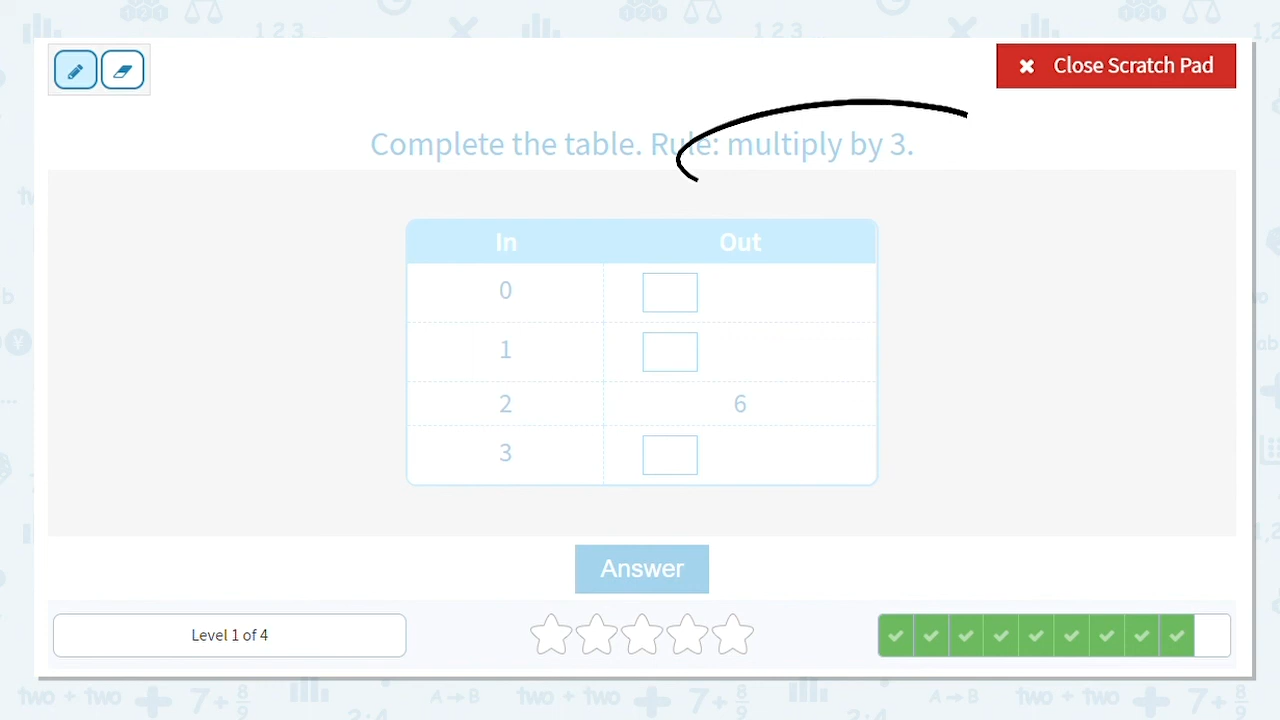 Close Scratch Pad
Complete the table. Rule: multiply by 3.
In Out
0
1
2 6
3
Answer
Level 1 of 4